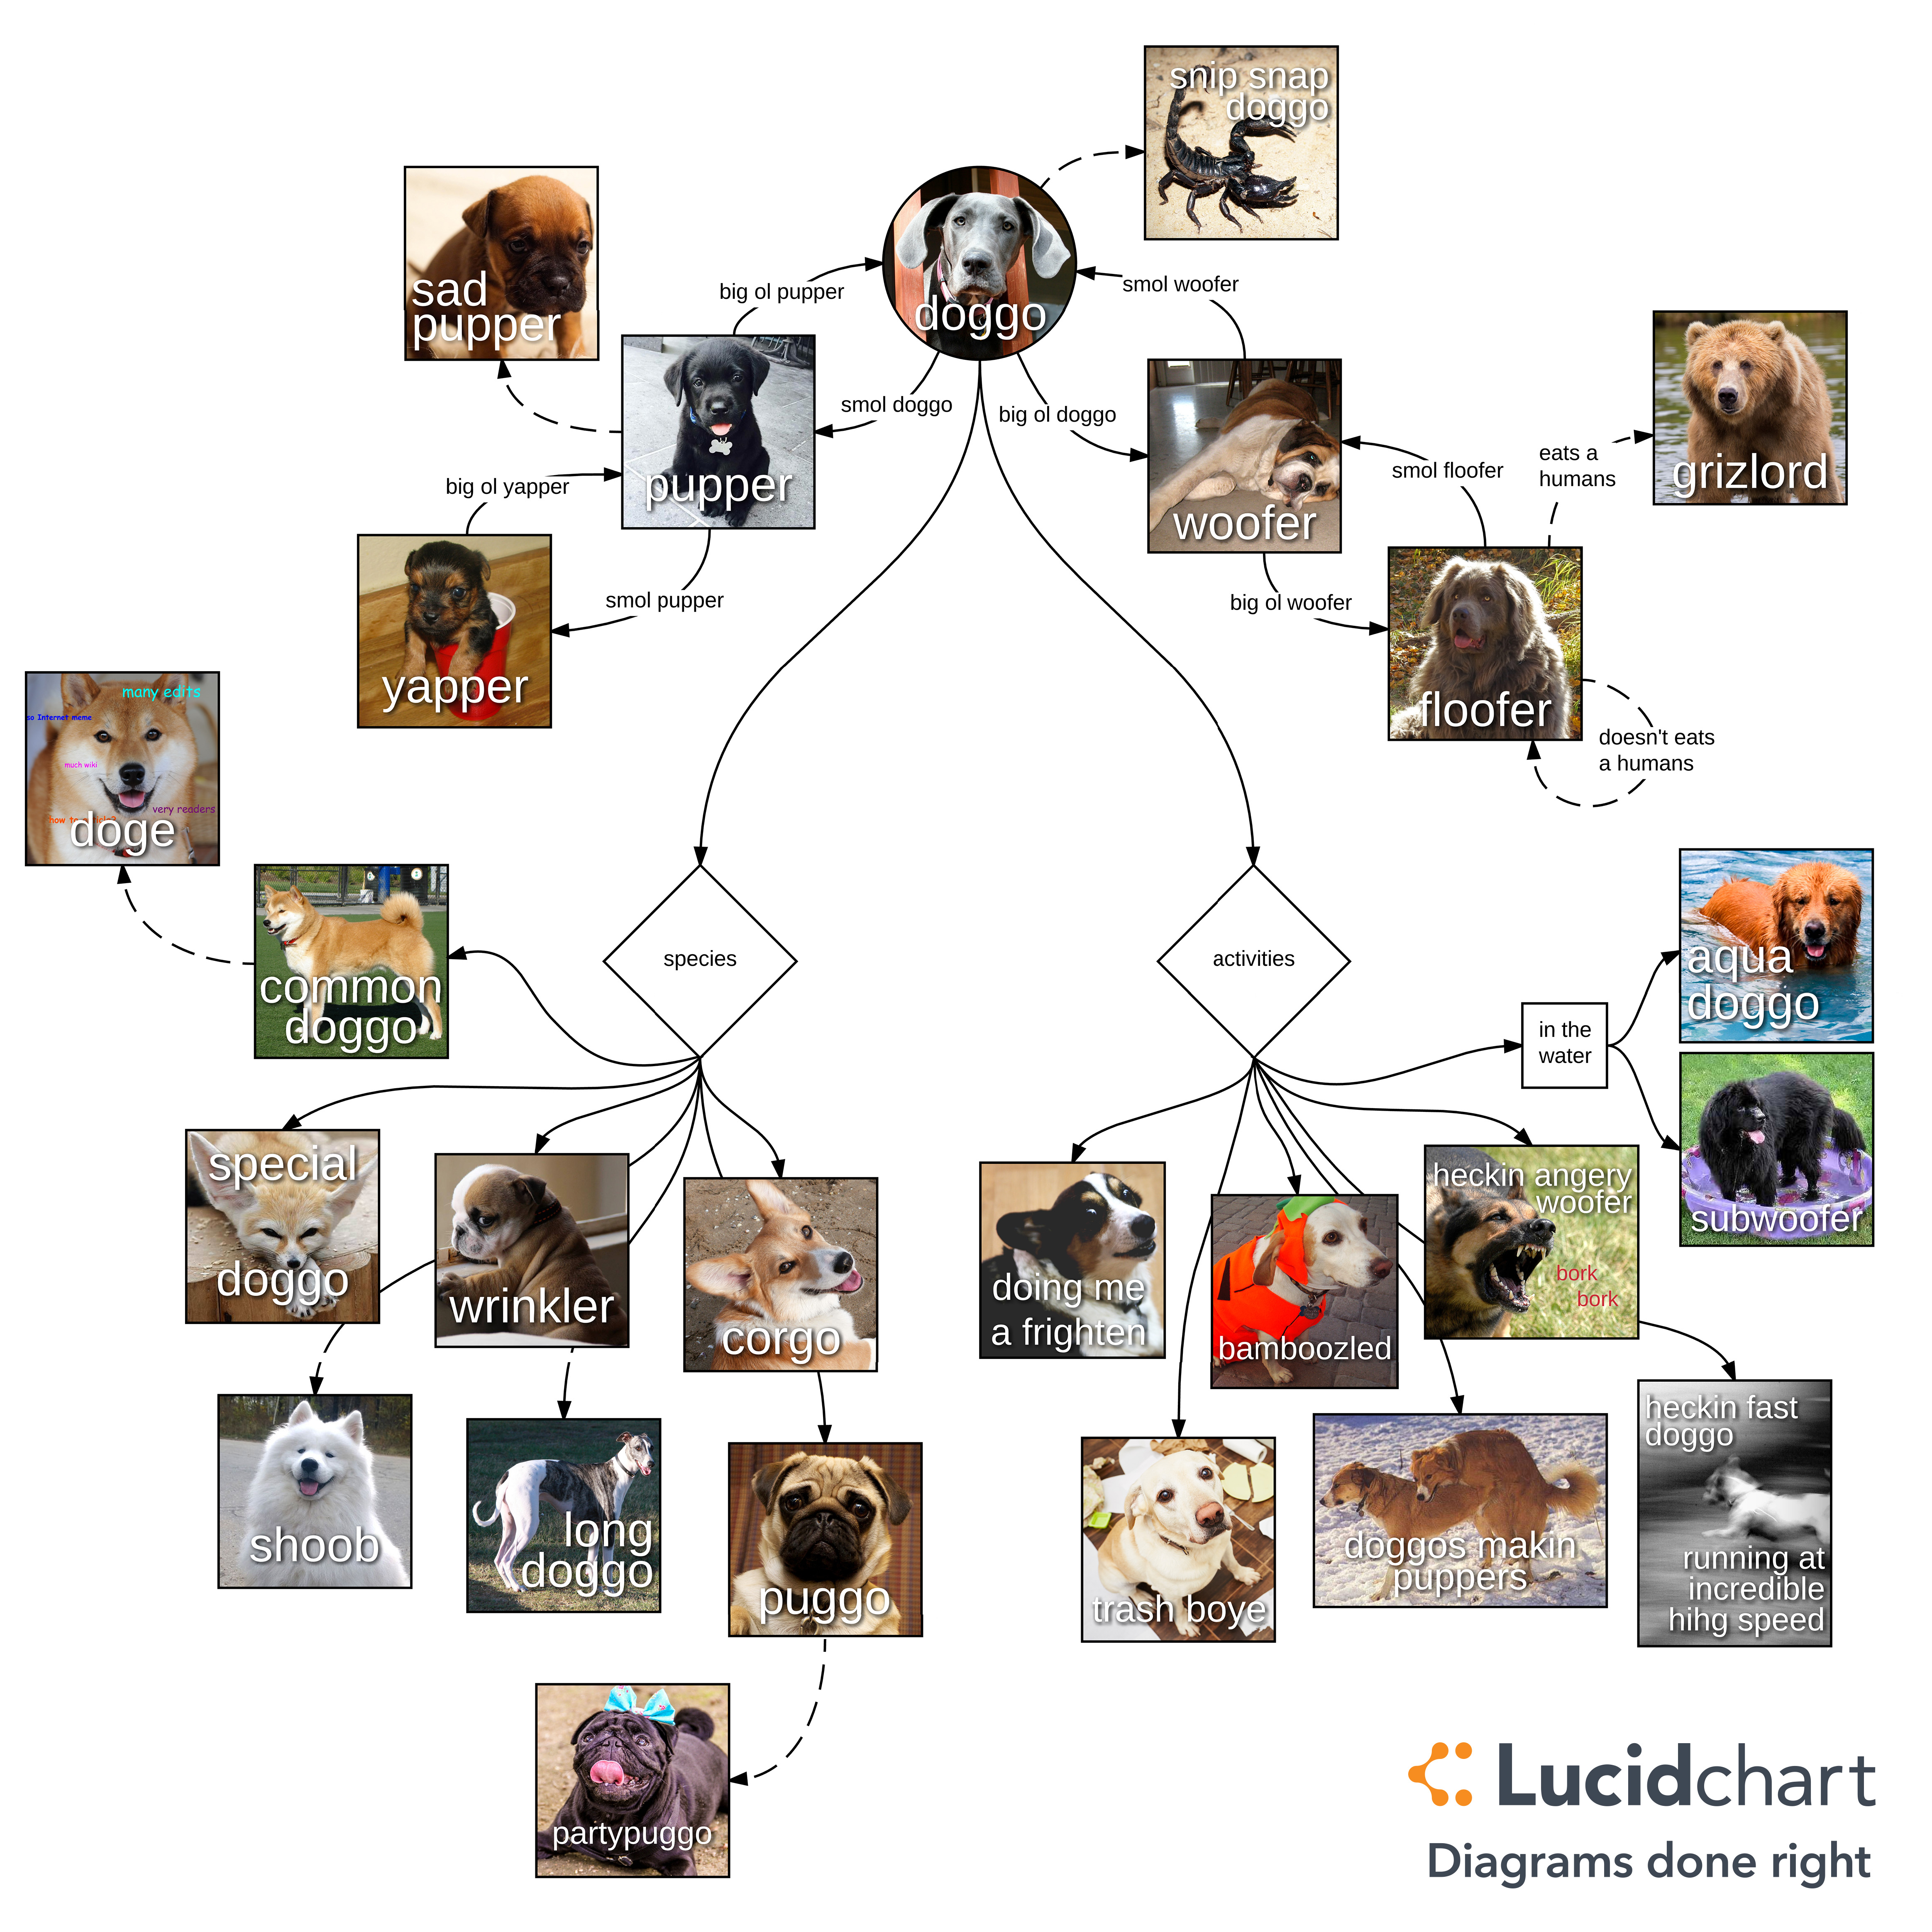 snip snap
doggo
doggo
sad
pupper
big ol pupper
smol woofer
smol doggo
big ol doggo
pupper
woofer
big ol yapper
smol pupper
yapper
smol floofer
big ol woofer
eats a
humans
grizlord
floofer
doesn't eats
a humans
many edits
so Internet meme
much wiki
very readers
how to
doge
common
doggo
species
activities
in the
water
aqua
doggo
subwoofer
special
doggo
wrinkler
corgo
shoob
long
doggo
puggo
partypuggo
doing me
a frighten
bamboozled
heckin angery
woofer
bork
bork
trash boye
doggos makin
puppers
heckin fast
doggo
running at
incredible
hihg speed
Lucidchart
Diagrams done right